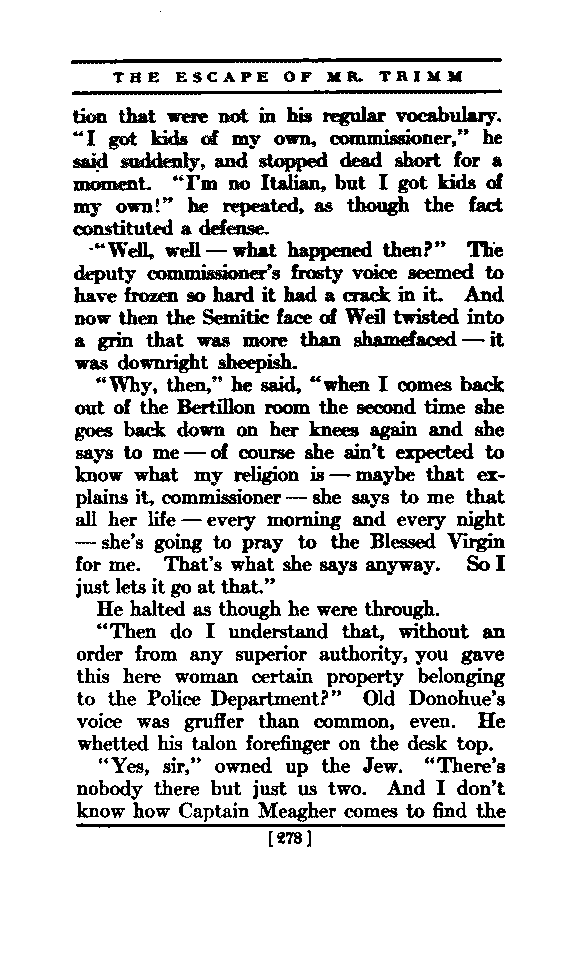 THE ESCAPE OF MR. TRIMM
tion that were not in his regular vocabulary.
“I got kids of my own, commissioner,” he
said suddenly, and stopped dead short for a
moment. “I'm no Italian, but I got kids of
my own!” he repeated, as though the fact
constituted a defense.
“Well, well — what happened then?” The
deputy commissioner's frosty voice seemed to
have frozen so hard it had a crack in it. And
now then the Semitic face of Weil twisted into
a grin that was more than shamefaced — it
was downright sheepish.
“Why, then,” he said, “when I comes back
out of the Bertillon room the second time she
goes back down on her knees again and she
says to me — of course she ain't expected to
know what my religion is — maybe that ex-
plains it, commissioner — she says to me that
all her life — every morning and every night
— she's going to pray to the Blessed Virgin
for me. That's what she says anyway. So I
just lets it go at that.”
He halted as though he were through.
“Then do I understand that, without an
order from any superior authority, you gave
this here woman certain property belonging
to the Police Department?” Old Donohue's
voice was gruffer than common, even. He
whetted his talon forefinger on the desk top.
“Yes, sir,” owned up the Jew. “There's
nobody there but just us two. And I don't
know how Captain Meagher comes to find the
[278]